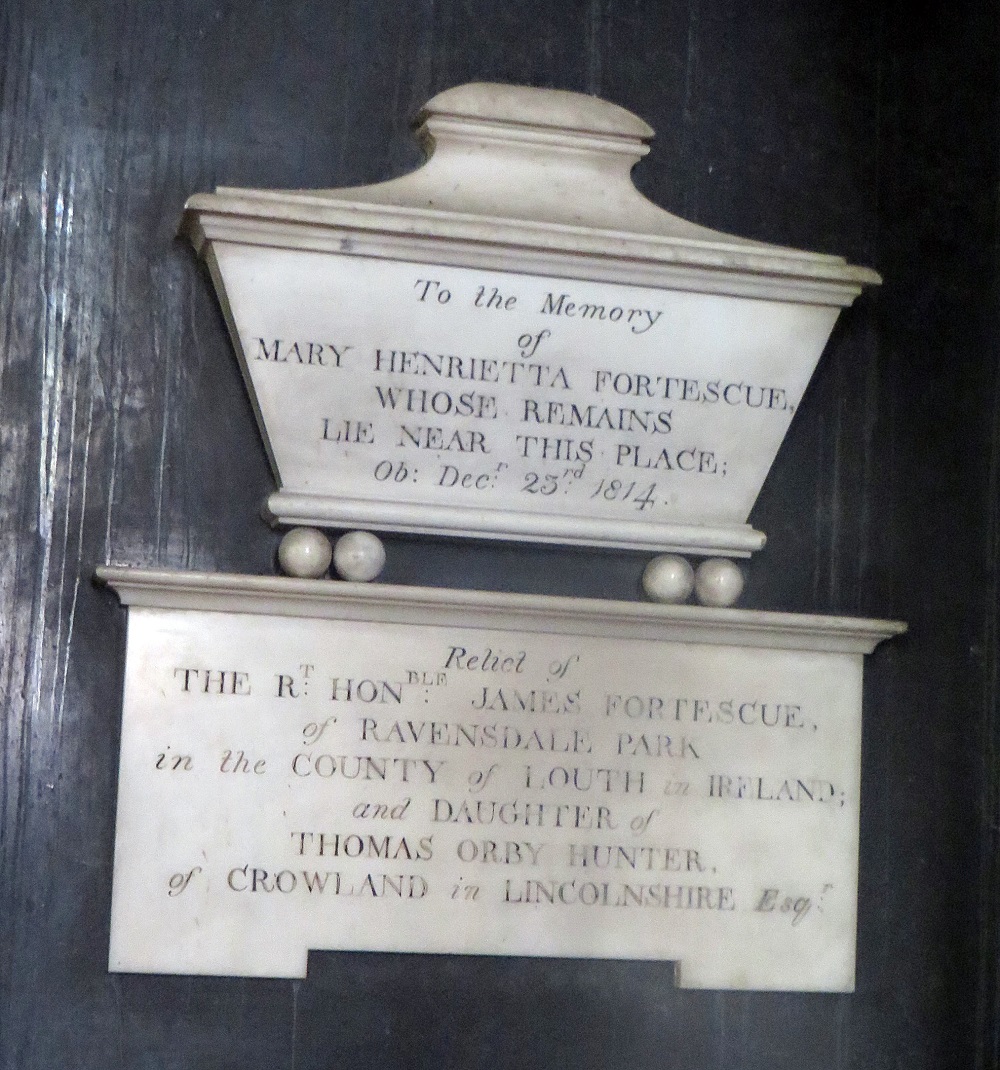 To the Memory
of
MARY HENRIETTA FORTESCUE,
WHOSE REMAINS
LIE NEAR THIS PLACE;
Ob: Decr. 23rd. 1814.
Relict of
THE RT: HONBLE: JAMES FORTESCUE,
of RAVENSDALE PARK
in the COUNTY of LOUTH in IRELAND;
and DAUGHTER of
THOMAS ORBY HUNTER,
of CROWLAND in LINCOLNSHIRE Esqr.